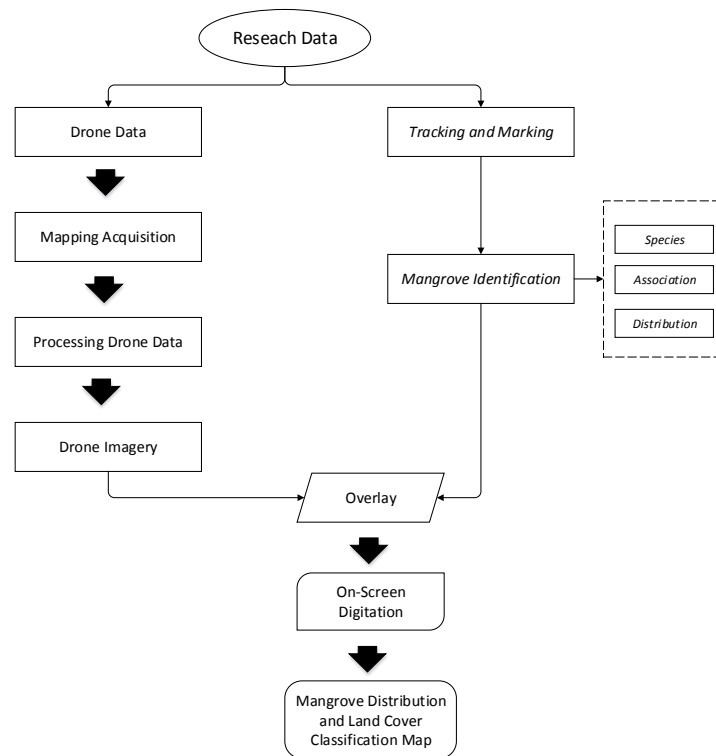 Reseach Data
Drone Data
Tracking and Marking
Mapping Acquisition
Mangrove Identification
Species
Association
Distribution
Processing Drone Data
Drone Imagery
Overlay
On-Screen
Digitation
Mangrove Distribution
and Land Cover
Classification Map